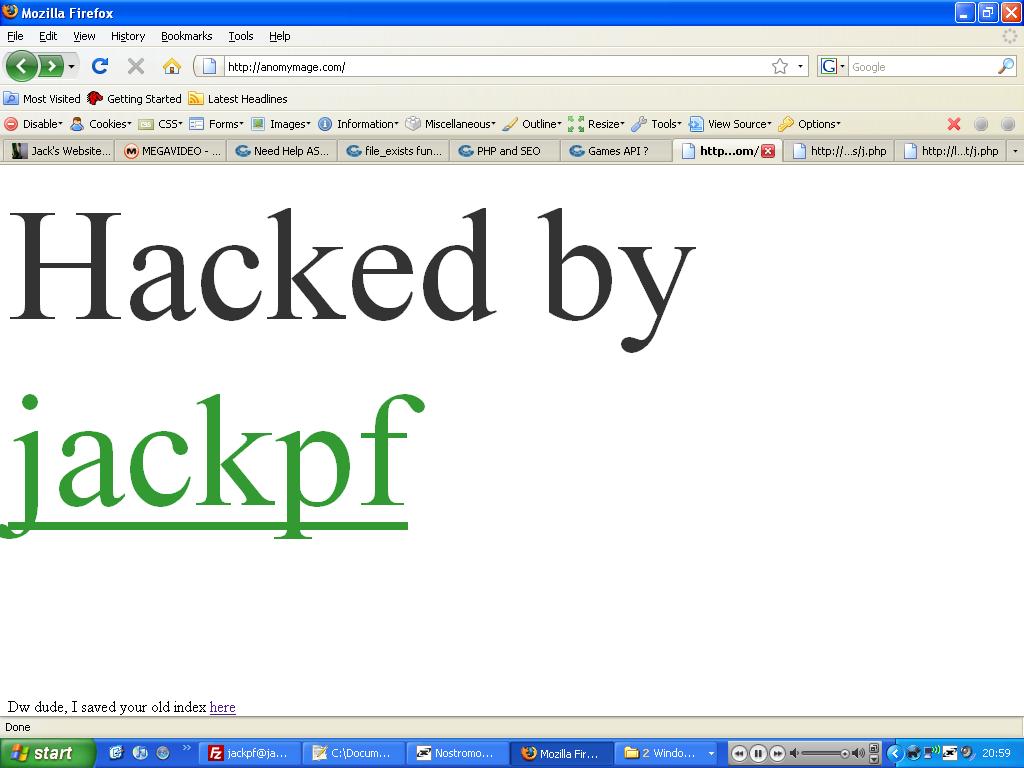 Mozilla Firefox
File Edit View History Bookmarks Tools Help
http://anomymage.com/ G Google
Most Visited Getting Started Latest Headlines
Disable Cookies CSS Forms Images Information Miscellaneous Outline Resize Tools View Source Options
Jack's Website... MEGAVIDEO - ... Need Help AS... file_exists fun... PHP and SEO Games API ? http...om/ http://...s/j.php http://l...t/j.php
Hacked by
jackpf
Dw dude, I saved your old index here
Done
start jackpf@ja... C:\Docum... Nostromo... Mozilla Fir... 2 Windo... 20:59